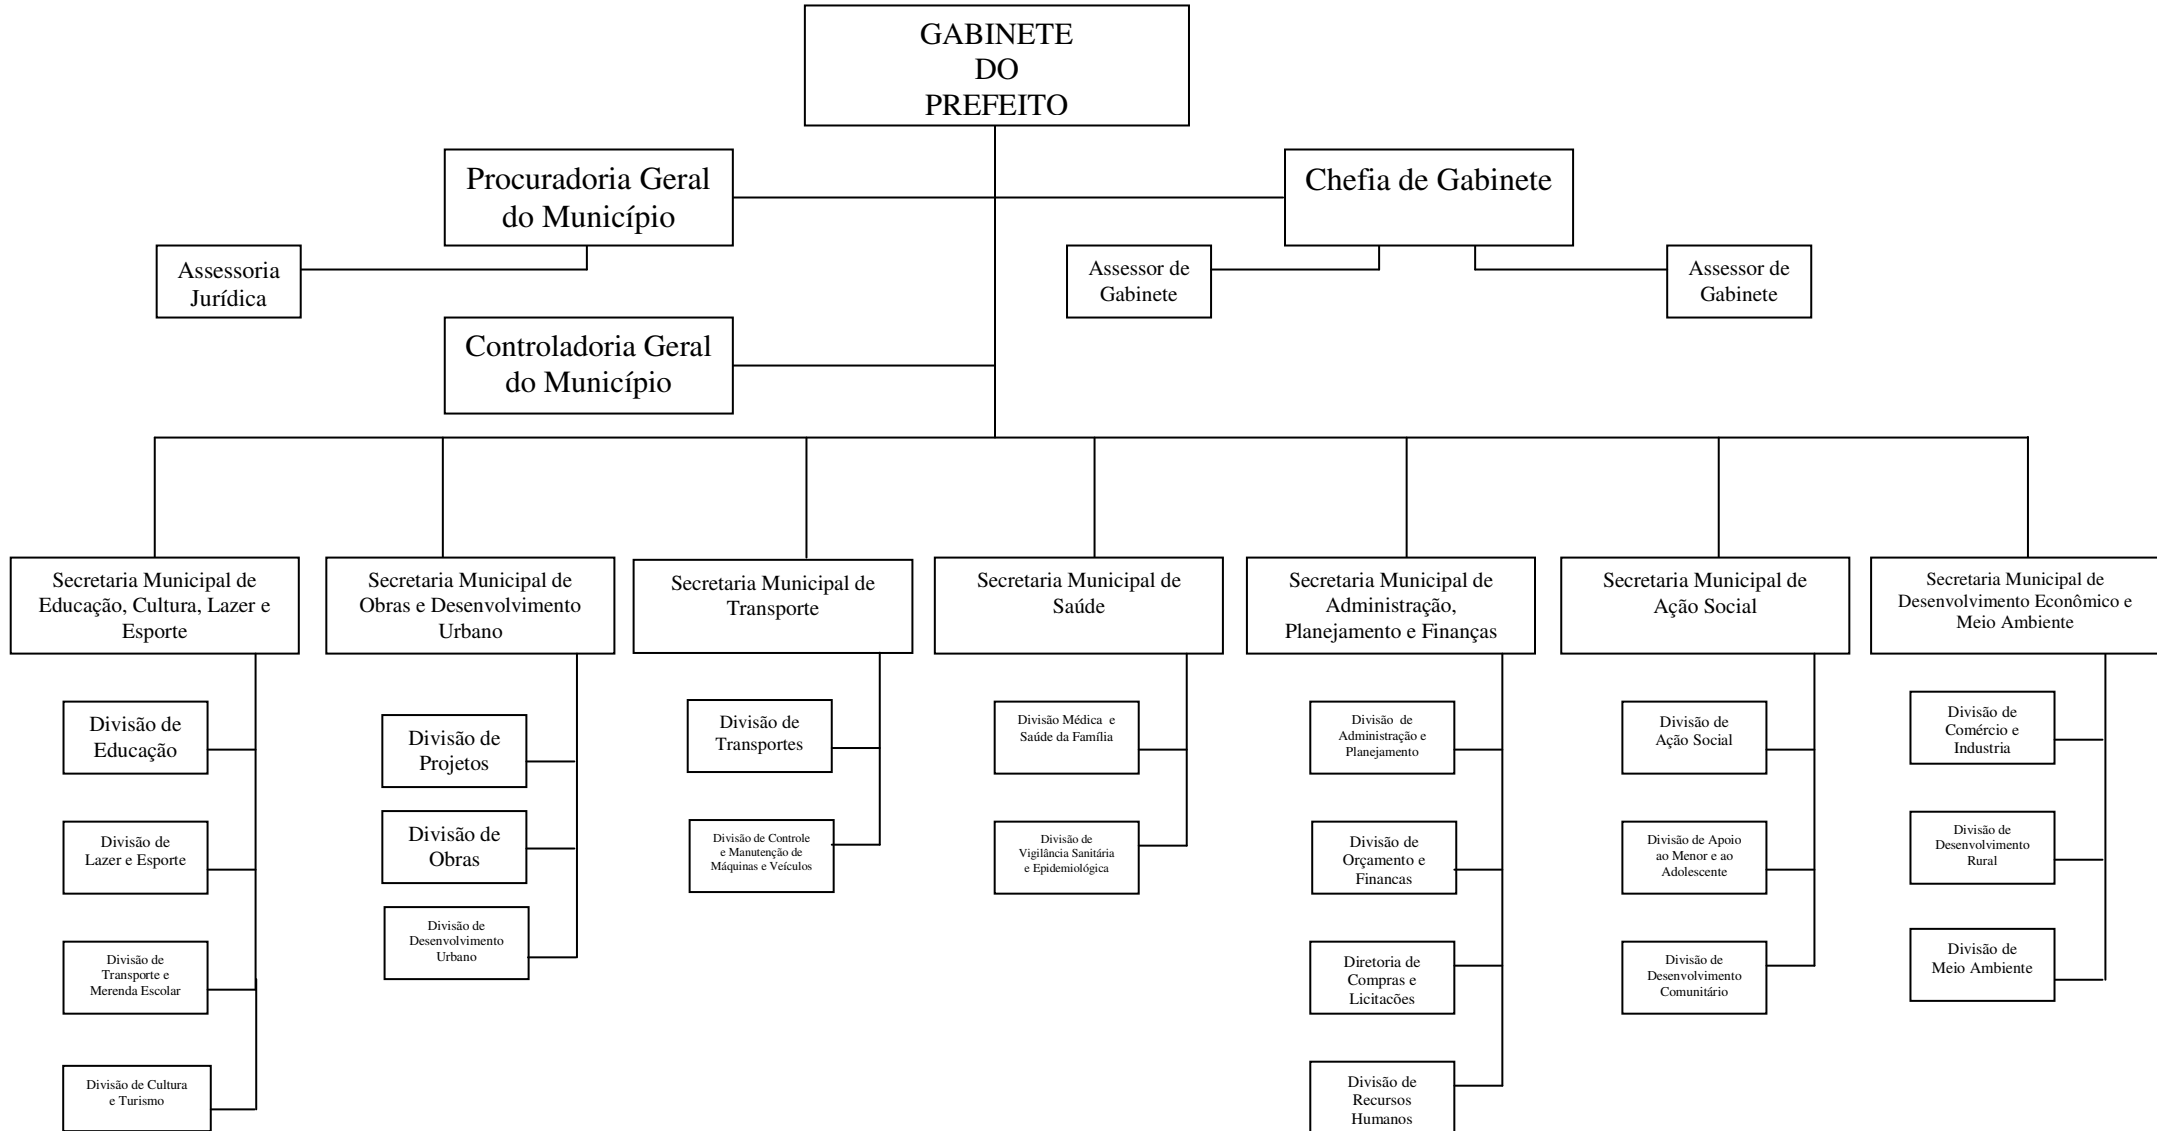 GABINETE
DO
PREFEITO
Procuradoria Geral
do Município
Chefia de Gabinete
Assessoria
Jurídica
Assessor de
Gabinete
Assessor de
Gabinete
Controladoria Geral
do Município
Secretaria Municipal de
Educação, Cultura, Lazer e
Esporte
Secretaria Municipal de
Obras e Desenvolvimento
Urbano
Secretaria Municipal de
Transporte
Secretaria Municipal de
Saúde
Secretaria Municipal de
Administração,
Planejamento e Finanças
Secretaria Municipal de
Ação Social
Secretaria Municipal de
Desenvolvimento Econômico e
Meio Ambiente
Divisão de
Educação
Divisão de
Lazer e Esporte
Divisão de
Transporte e
Merenda Escolar
Divisão de Cultura
e Turismo
Divisão de
Projetos
Divisão de
Obras
Divisão de
Desenvolvimento
Urbano
Divisão de
Transportes
Divisão de Controle
e Manutenção de
Máquinas e Veículos
Divisão Médica e
Saúde da Família
Divisão de
Vigilância Sanitária
e Epidemiológica
Divisão de
Administração e
Planejamento
Divisão de
Orçamento e
Financas
Diretoria de
Compras e
Licitacões
Divisão de
Recursos
Humanos
Divisão de
Ação Social
Divisão de Apoio
ao Menor e ao
Adolescente
Divisão de
Desenvolvimento
Comunitário
Divisão de
Comércio e
Industria
Divisão de
Desenvolvimento
Rural
Divisão de
Meio Ambiente